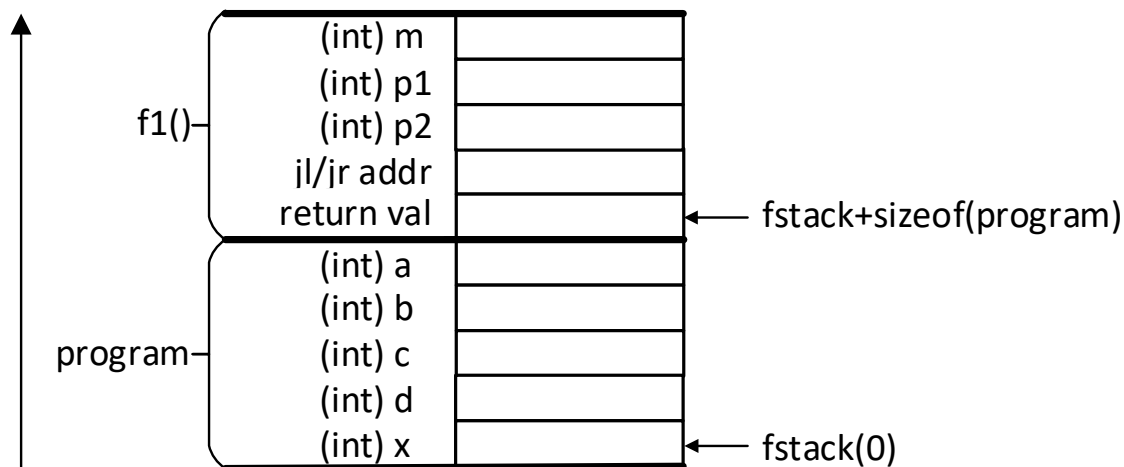 (int) m
(int) p1
f1()
(int) p2
jl/jr addr
return val
fstack+sizeof(program)
(int) a
(int) b
program
(int) c
(int) d
(int) x
fstack(0)